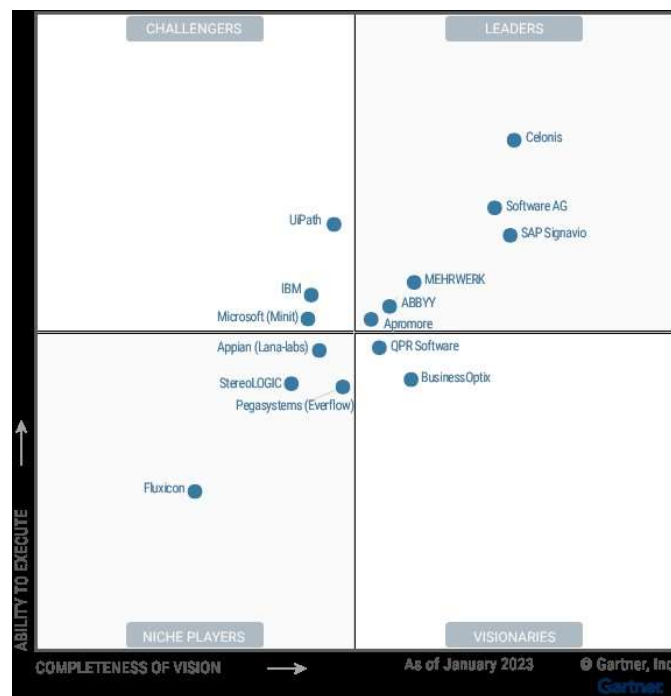 CHALLENGERS
LEADERS
Celonis
Software AG
UiPath
SAP Signavio
MEHRWERK
IBM
ABBYY
Microsoft (Minit)
Apromore
Appian (Lana-labs)
QPR Software
StereoLOGIC
BusinessOptix
Pegasystems (Everflow)
Fluxicon
ABILITY TO EXECUTE
NICHE PLAYERS
VISIONARIES
COMPLETENESS OF VISION
As of January 2023
© Gartner, Inc
Gartner